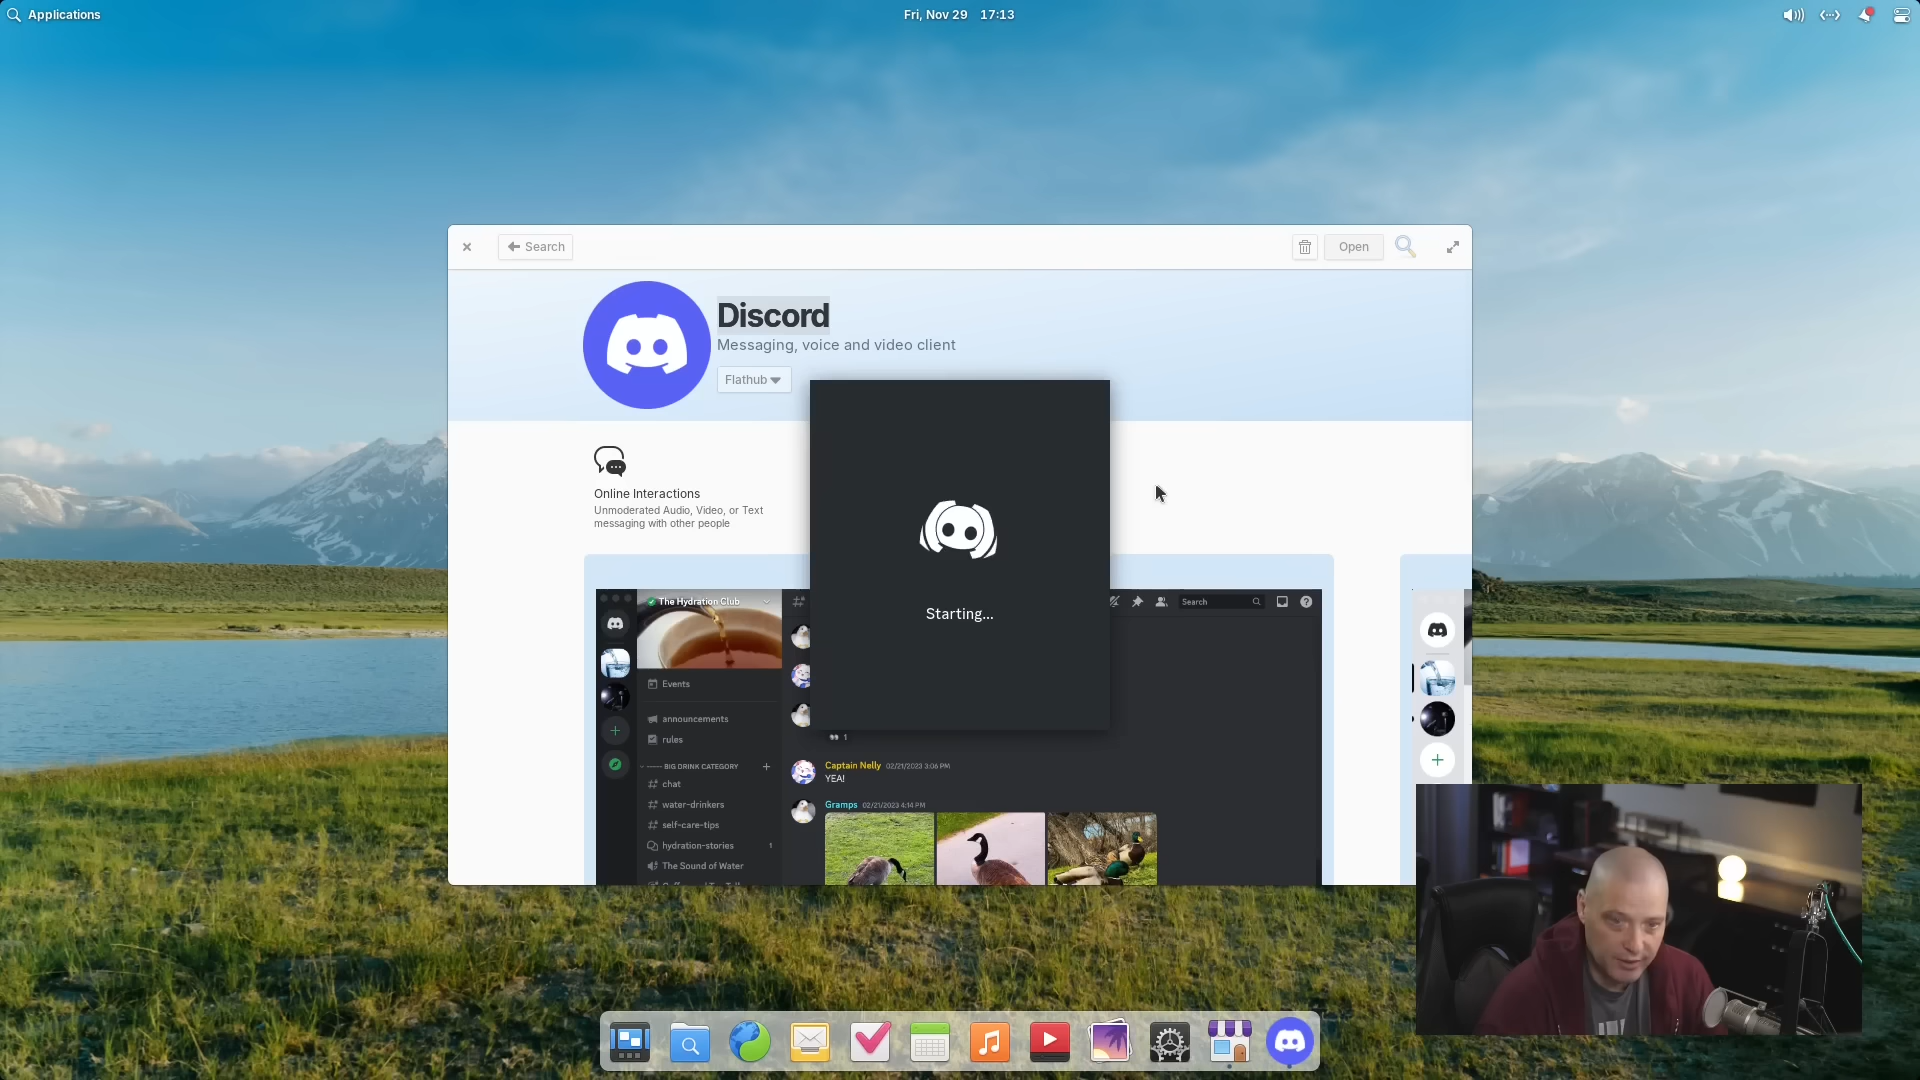 Applications
Fri, Nov 29 17:13
Search
Open
Discord
Messaging, voice and video client
Flathub
Online Interactions
Unmoderated Audio, Video, or Text
messaging with other people
Starting...
The Hydration Club
Search
Events
announcements
rules
1
BIG DRINK CATEGORY
Captain Nelly 02/21/2023 3:06 PM
YEA!
chat
Gramps 02/21/2023 4:14 PM
water-drinkers
self-care-tips
hydration-stories 1
The Sound of Water